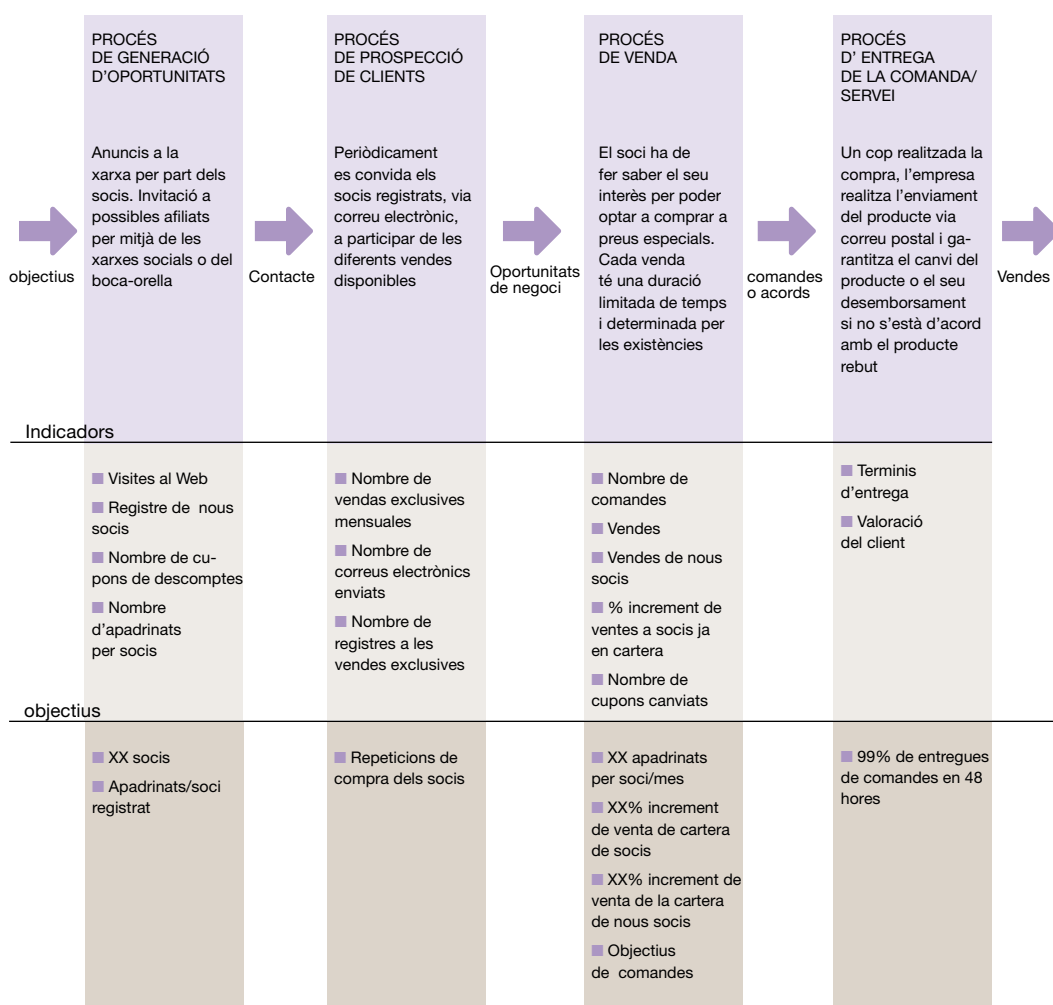 PROCÉS
DE GENERACIÓ
D'OPORTUNITATS
PROCÉS
DE PROSPECCIÓ
DE CLIENTS
PROCÉS
DE VENDA
PROCÉS
D' ENTREGA
DE LA COMANDA/
SERVEI
objectius
Anuncis a la
xarxa per part dels
socis. Invitació a
possibles afiliats
per mitjà de les
xarxes socials o del
boca-orella
Contacte
Periòdicament
es convida els
socis registrats, via
correu electrònic,
a participar de les
diferents vendes
disponibles
Oportunitats
de negoci
El soci ha de
fer saber el seu
interès per poder
optar a comprar a
preus especials.
Cada venda
té una duració
limitada de temps
i determinada per
les existències
comandes
o acords
Un cop realitzada la
compra, l'empresa
realitza l'enviament
del producte via
correu postal i ga-
rantitza el canvi del
producte o el seu
desemborsament
si no s'està d'acord
amb el producte
rebut
Vendes
Indicadors
■ Visites al Web
■ Registre de nous
socis
■ Nombre de cu-
pons de descomptes
■ Nombre
d'apadrinats
per socis
■ Nombre de
vendas exclusives
mensuales
■ Nombre de
correus electrònics
enviats
■ Nombre de
registres a les
vendes exclusives
■ Nombre de
comandes
■ Vendes
■ Vendes de nous
socis
■ % increment de
ventes a socis ja
en cartera
■ Nombre de
cupons canviats
■ Terminis
d'entrega
■ Valoració
del client
objectius
■ XX socis
■ Apadrinats/soci
registrat
■ Repeticions de
compra dels socis
■ XX apadrinats
per soci/mes
■ XX% increment
de venta de cartera
de socis
■ XX% increment de
venta de la cartera
de nous socis
■ Objectius
de comandes
■ 99% de entregues
de comandes en 48
hores